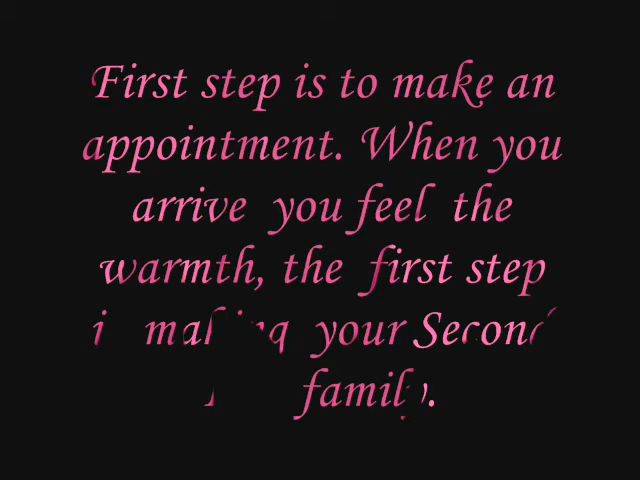 First step is to make an
appointment. When you
arrive you feel the
warmth, the first step
making your Second
family.